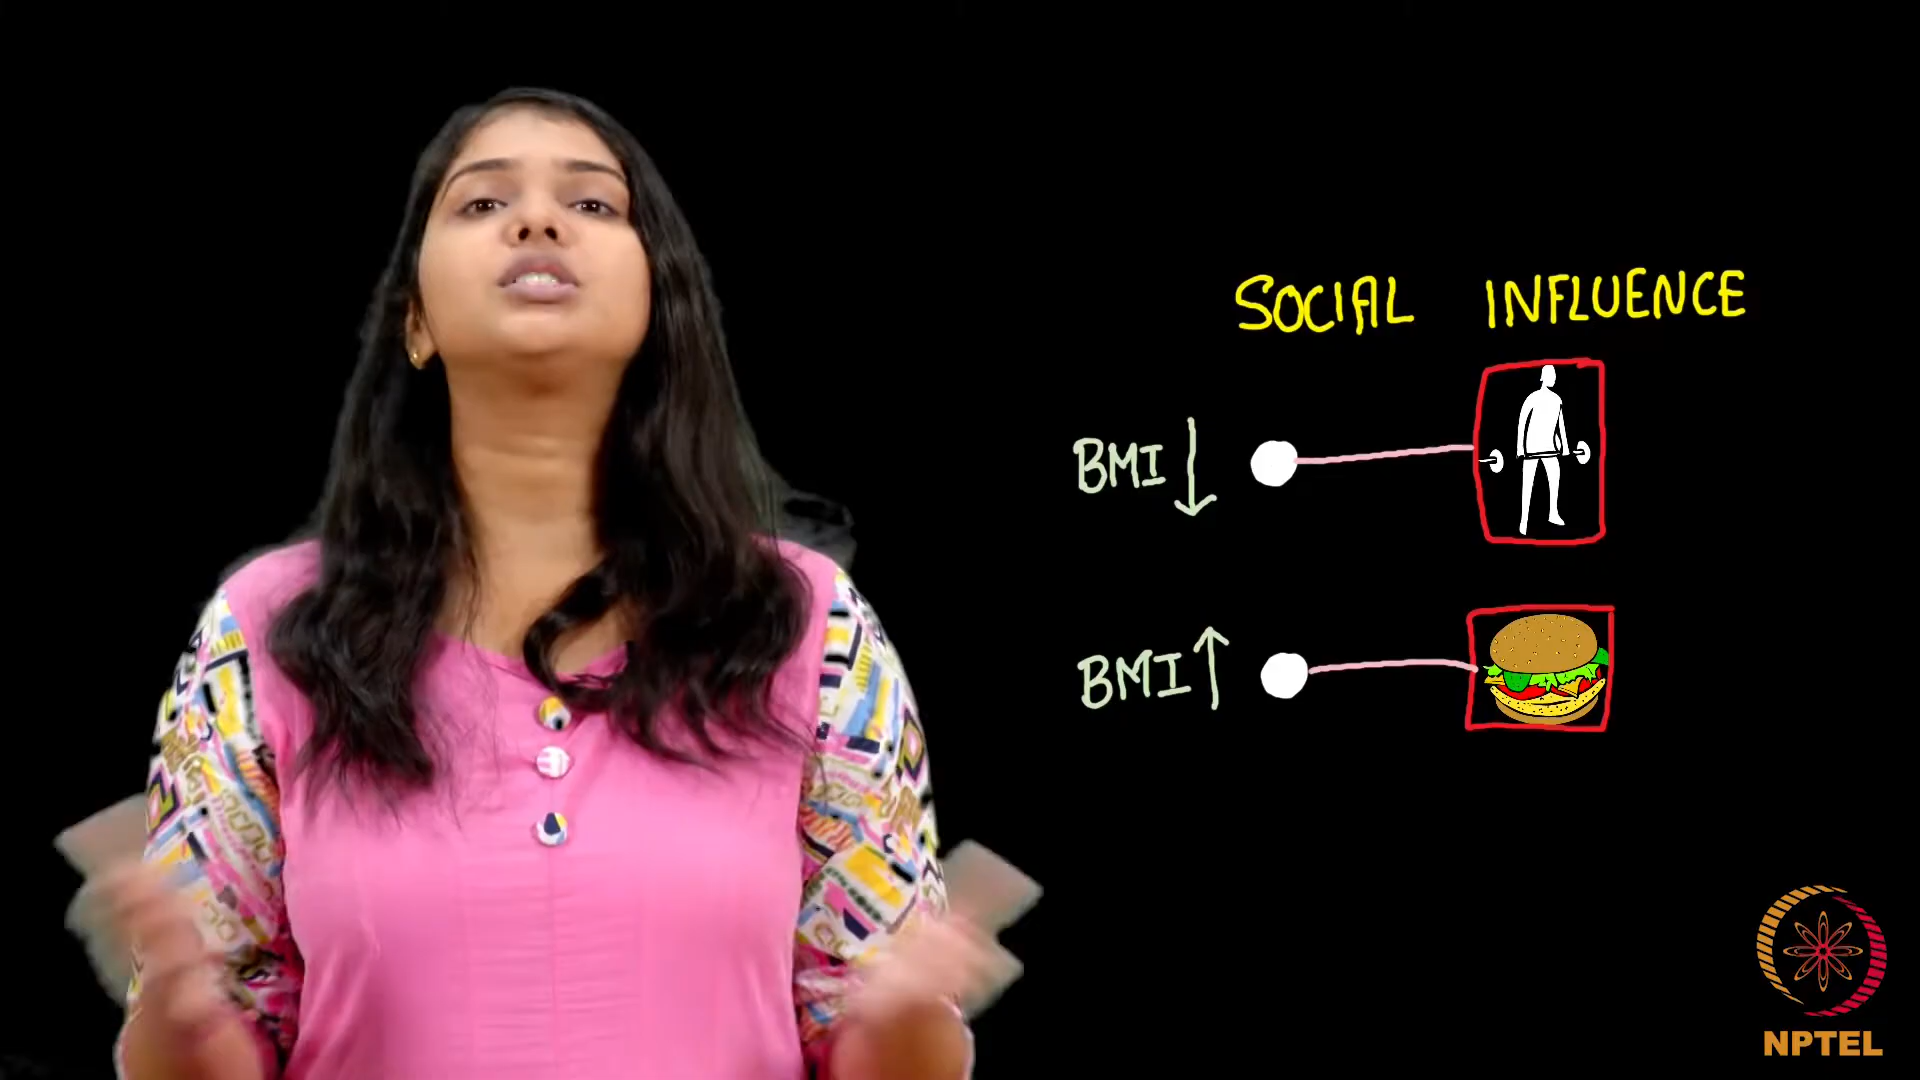 SOCIAL INFLUENCE
BMI ↓
BMI ↑
NPTEL